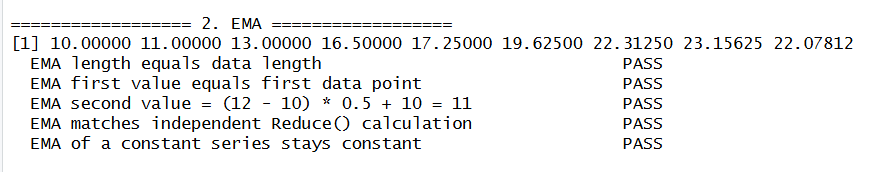 ================== 2. EMA ==================
[1] 10.00000 11.00000 13.00000 16.50000 17.25000 19.62500 22.31250 23.15625 22.07812
EMA length equals data length PASS
EMA first value equals first data point PASS
EMA second value = (12 - 10) * 0.5 + 10 = 11 PASS
EMA matches independent Reduce() calculation PASS
EMA of a constant series stays constant PASS